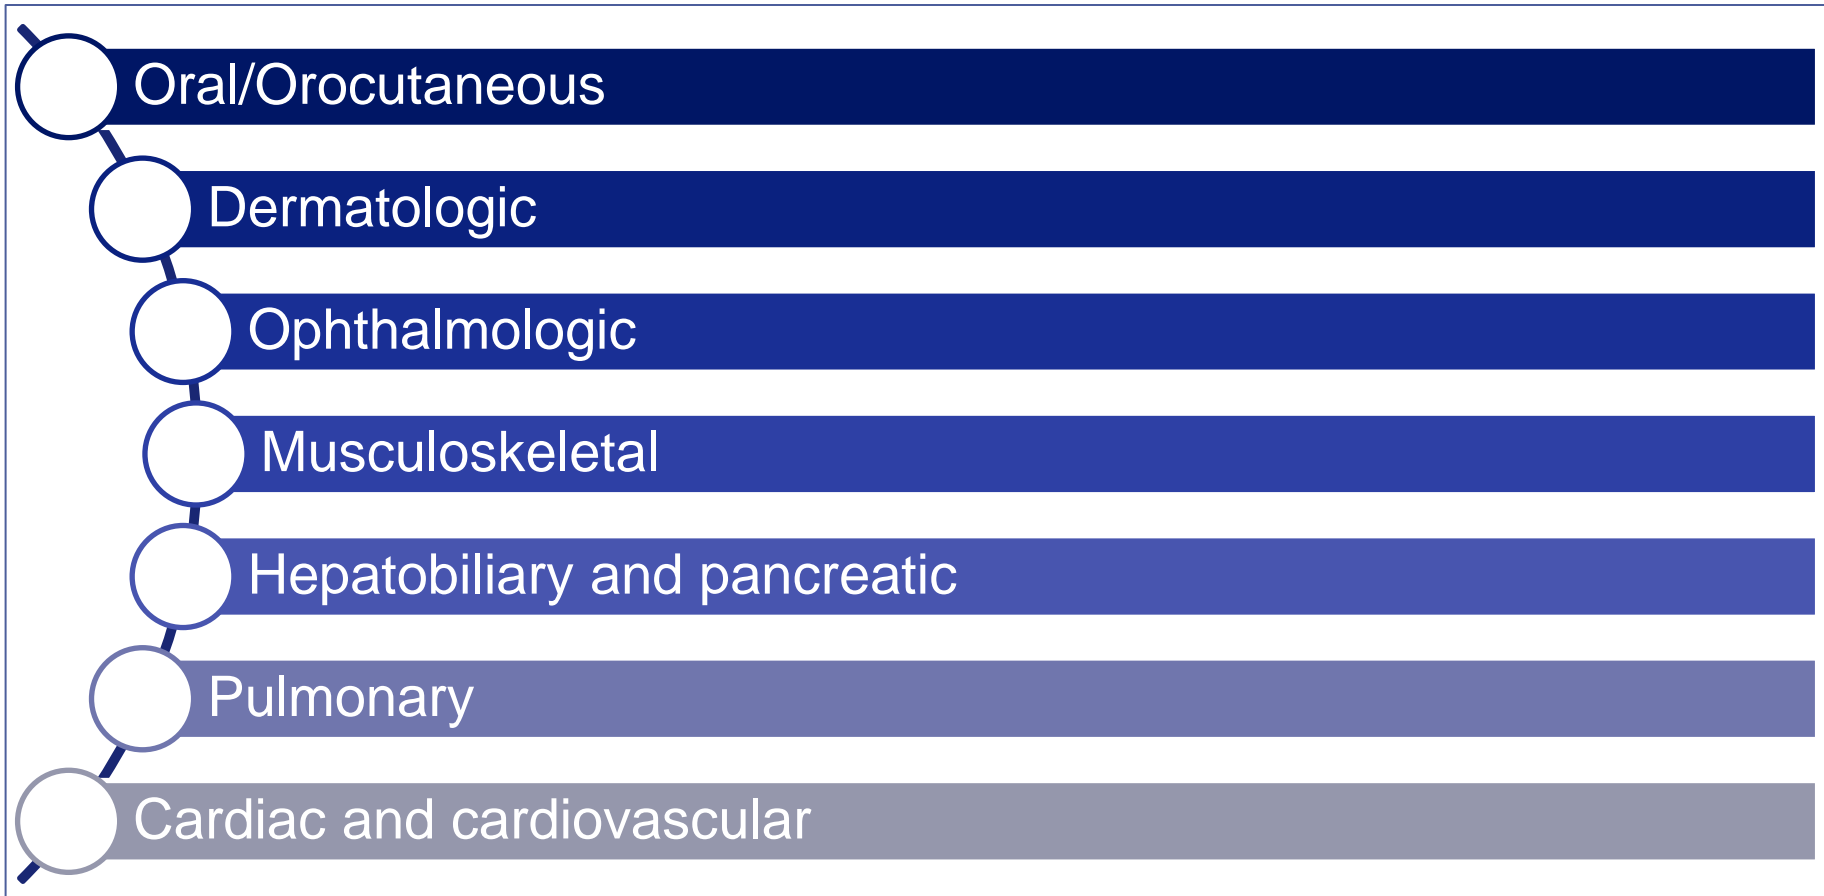 Oral/Orocutaneous
Dermatologic
Ophthalmologic
Musculoskeletal
Hepatobiliary and pancreatic
Pulmonary
Cardiac and cardiovascular